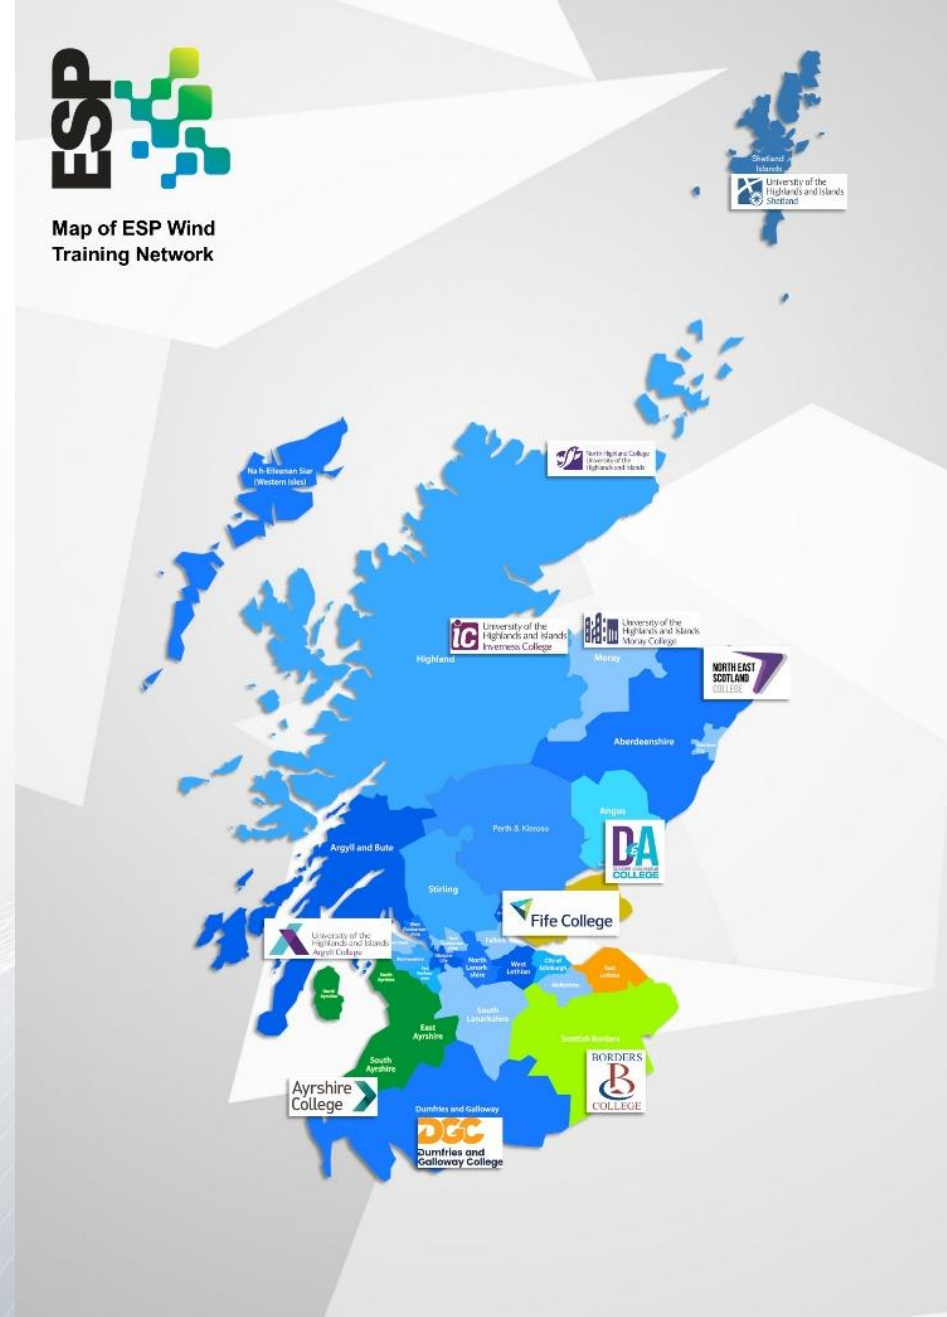 ESP
Map of ESP Wind
Training Network
Shetland
Islands
University of the
Highlands and Islands
Shetland
Na h-Eileanan Siar
(Western Isles)
North Highland College
University of the
Highlands and Islands
iC
University of the
Highlands and Islands
Inverness College
University of the
Highlands and Islands
Moray College
Highland
Moray
NORTH EAST
SCOTLAND
COLLEGE
Aberdeenshire
Angus
Perth & Kinross
D&A
COLLEGE
Argyll and Bute
Stirling
Fife College
University of the
Highlands and Islands
Argyll College
North
Lanark-
shire
West
Lothian
City of
Edinburgh
East
Lothian
Midlothian
North
Ayrshire
North
Ayrshire
South
Lanarkshire
East
Ayrshire
Scottish Borders
South
Ayrshire
BORDERS
B
COLLEGE
Ayrshire
College
Dumfries and Galloway
DGC
Dumfries and
Galloway College